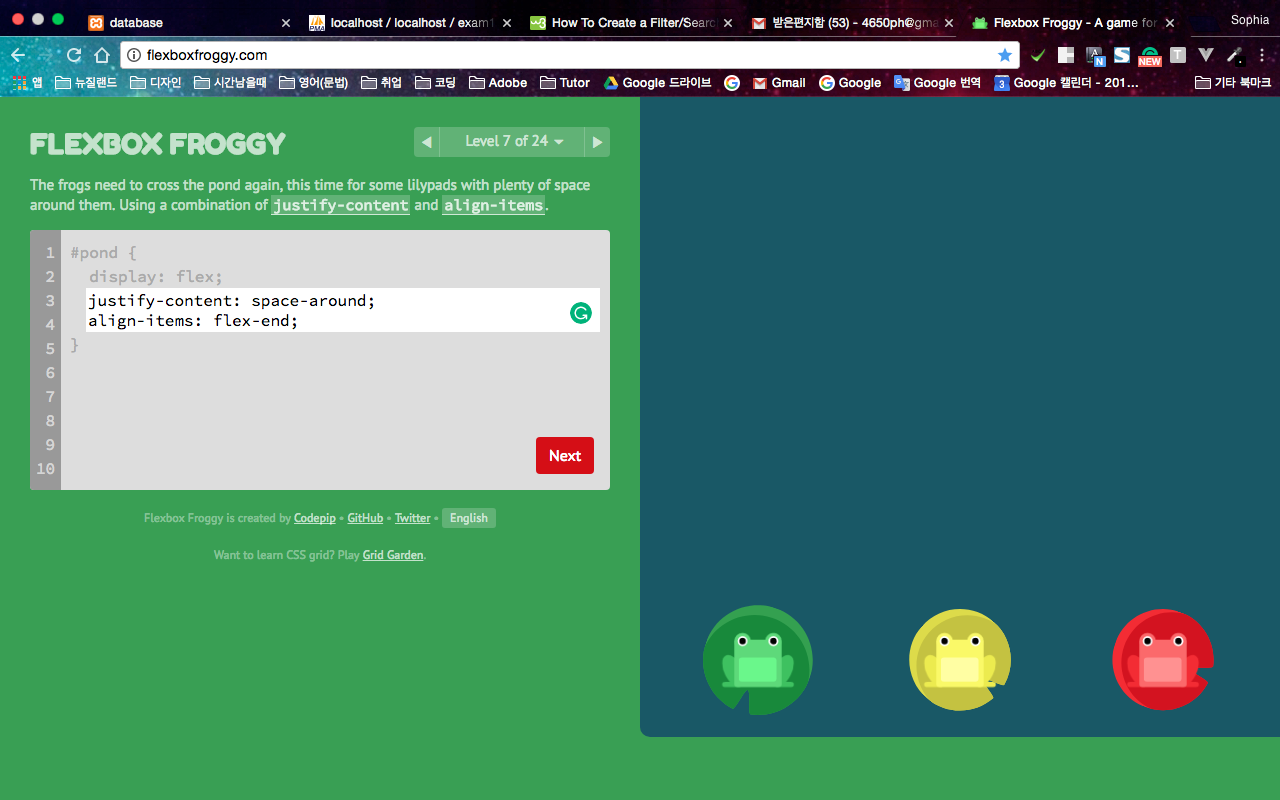 database
localhost / localhost / exam1
How To Create a Filter/Searc
받은편지함 (53) - 4650ph@gma
Flexbox Froggy - A game for
Sophia
flexboxfroggy.com
N
NEW
T
앱
뉴질랜드
디자인
시간남을때
영어(문법)
취업
코딩
Adobe
Tutor
Google 드라이브
Gmail
Google
Google 번역
3
Google 캘린더 - 201...
기타 북마크
FLEXBOX FROGGY
Level 7 of 24
The frogs need to cross the pond again, this time for some lilypads with plenty of space
around them. Using a combination of justify-content and align-items.
1 #pond {
2 display: flex;
3 justify-content: space-around;
4 align-items: flex-end;
5 }
6
7
8
9
10
Next
Flexbox Froggy is created by Codepip • GitHub • Twitter • English
Want to learn CSS grid? Play Grid Garden.